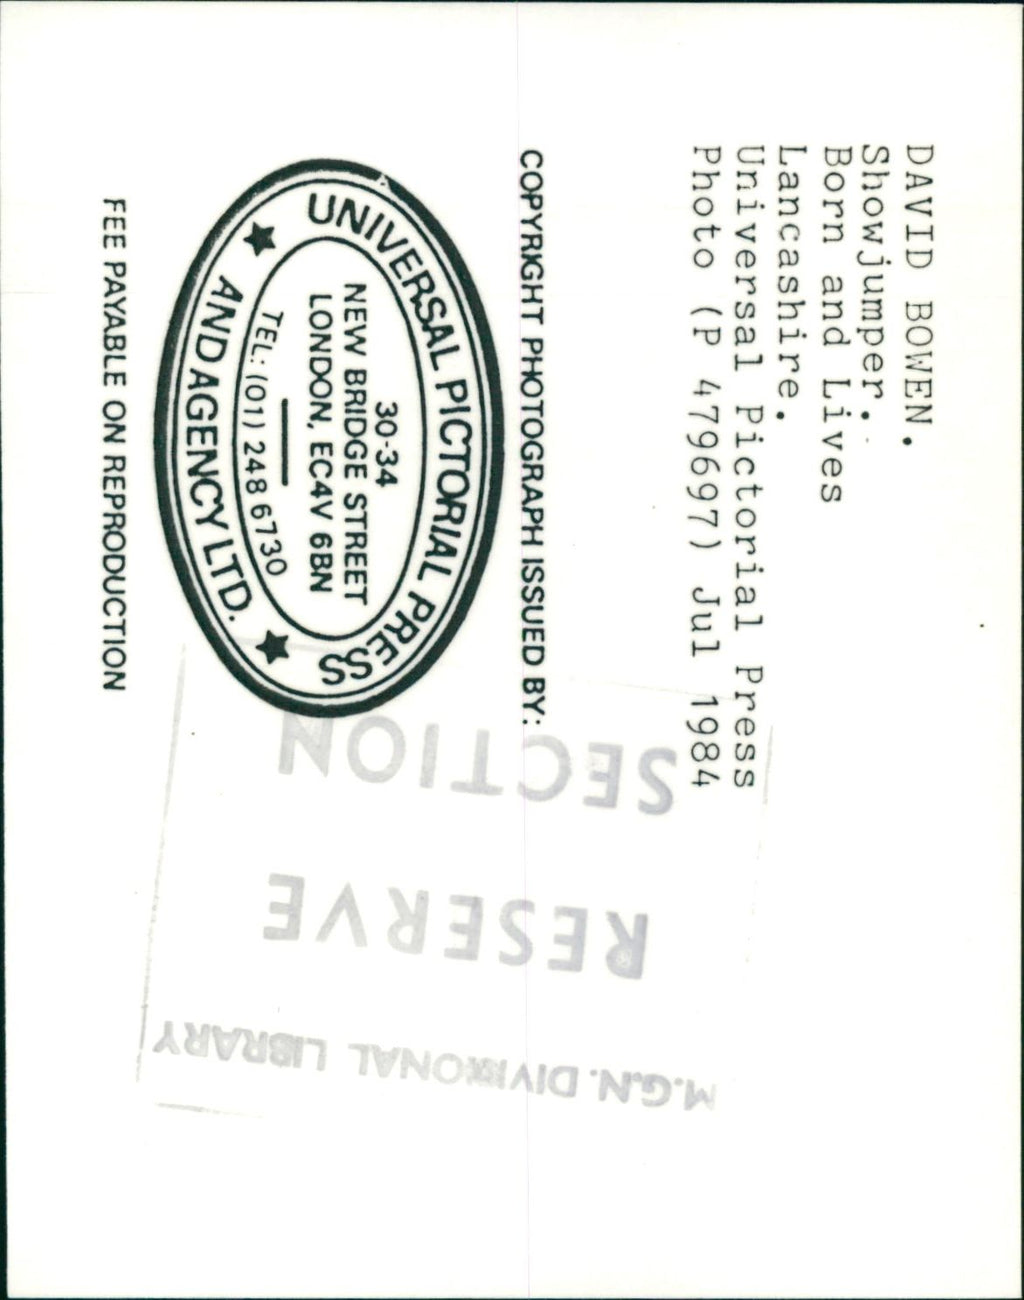 DAVID BOWEN.
Showjumper.
Born and Lives
Lancashire.
Universal Pictorial Press
Photo (P 479697) Jul 1984
COPYRIGHT PHOTOGRAPH ISSUED BY:
UNIVERSAL PICTORIAL PRESS
30-34
NEW BRIDGE STREET
LONDON, EC4V 6BN
TEL: (01) 248 6730
★ AND AGENCY LTD. ★
FEE PAYABLE ON REPRODUCTION
M.G.N. DIVISIONAL LIBRARY
RESERVE
SECTION